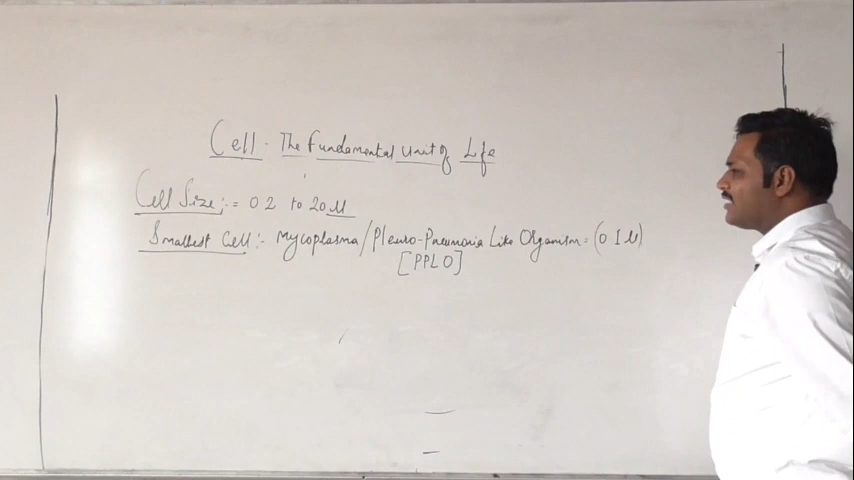 Cell - The Fundamental Unit of Life
Cell Size :- = 0.2 to 20 μ
Smallest Cell :- Mycoplasma / Pleuro-Pneumonia Like Organism = (0.1 μ)
[PPLO]